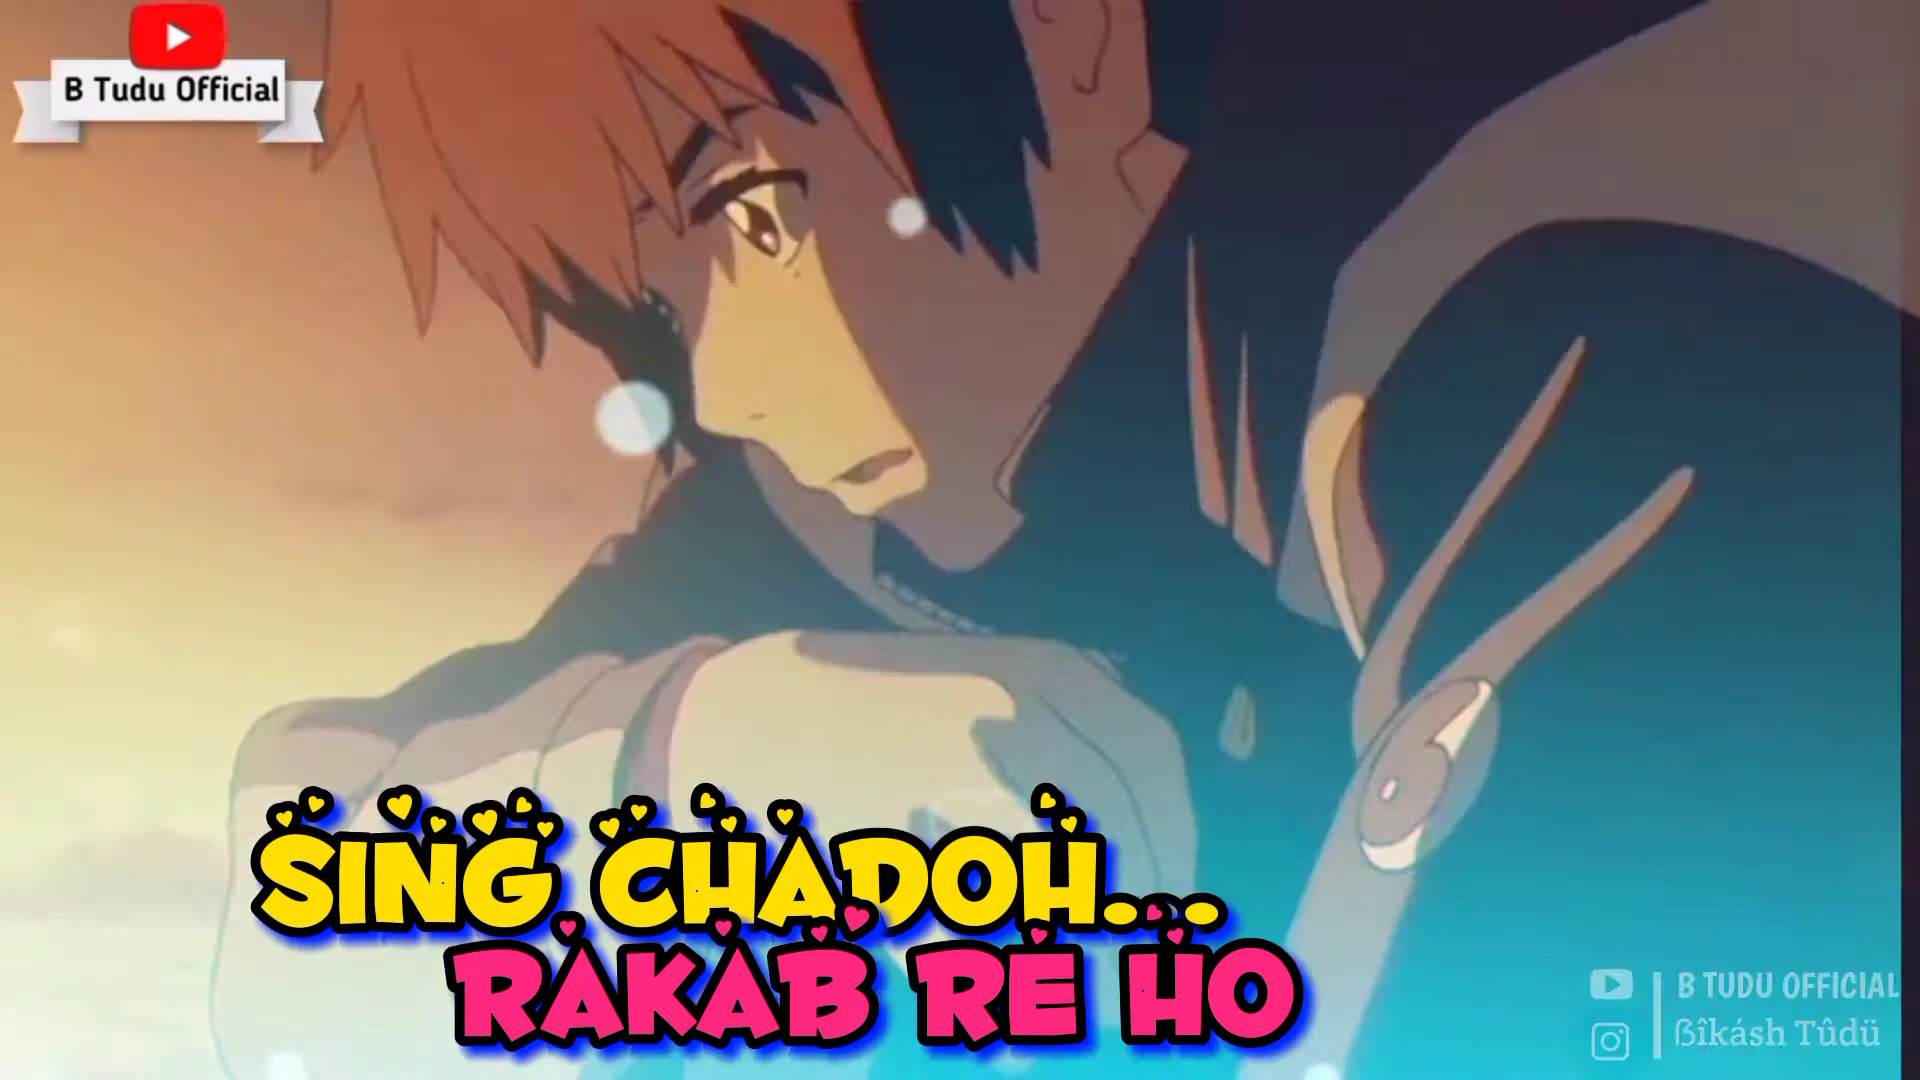 B Tudu Official
SING CHADOH...
RAKAB RE HO
B TUDU OFFICIAL
ßîkásh Tûdü